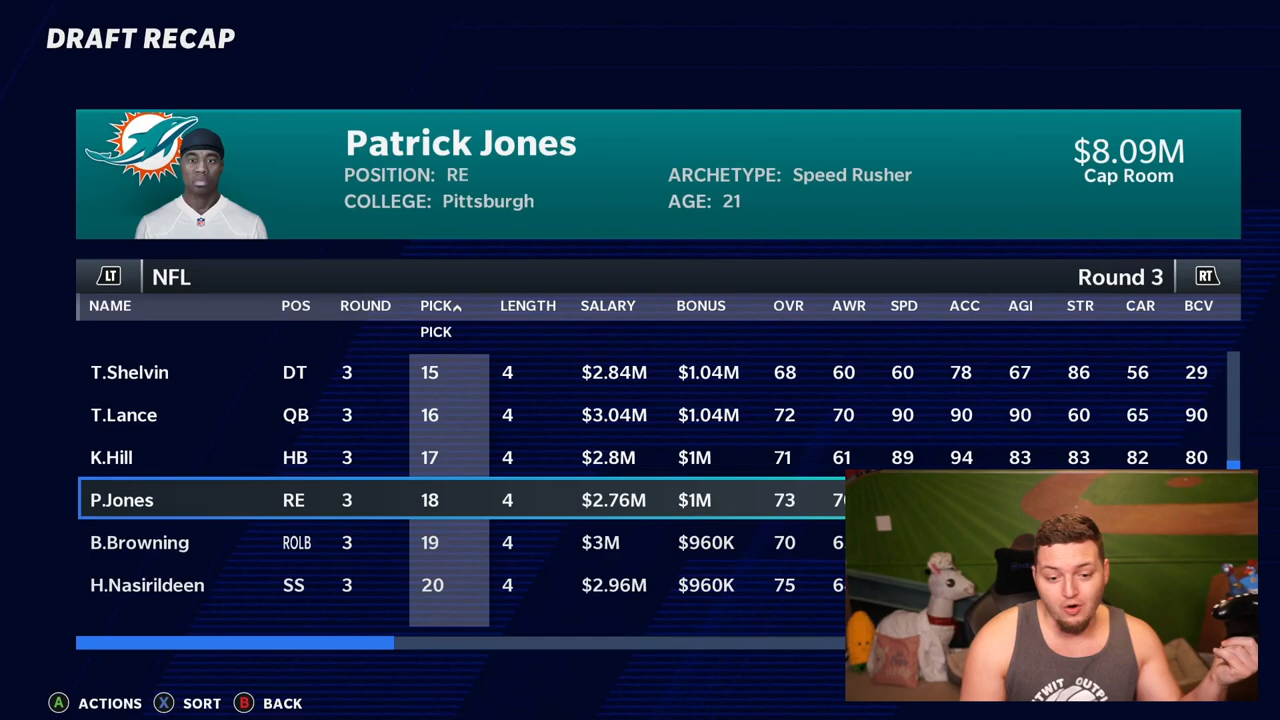 DRAFT RECAP
Patrick Jones
POSITION: RE
COLLEGE: Pittsburgh
ARCHETYPE: Speed Rusher
AGE: 21
$8.09M
Cap Room
LT NFL Round 3 RT
NAME POS ROUND PICK LENGTH SALARY BONUS OVR AWR SPD ACC AGI STR CAR BCV
PICK
T.Shelvin DT 3 15 4 $2.84M $1.04M 68 60 60 78 67 86 56 29
T.Lance QB 3 16 4 $3.04M $1.04M 72 70 90 90 90 60 65 90
K.Hill HB 3 17 4 $2.8M $1M 71 61 89 94 83 83 82 80
P.Jones RE 3 18 4 $2.76M $1M 73
B.Browning ROLB 3 19 4 $3M $960K 70
H.Nasirildeen SS 3 20 4 $2.96M $960K 75
A ACTIONS X SORT B BACK